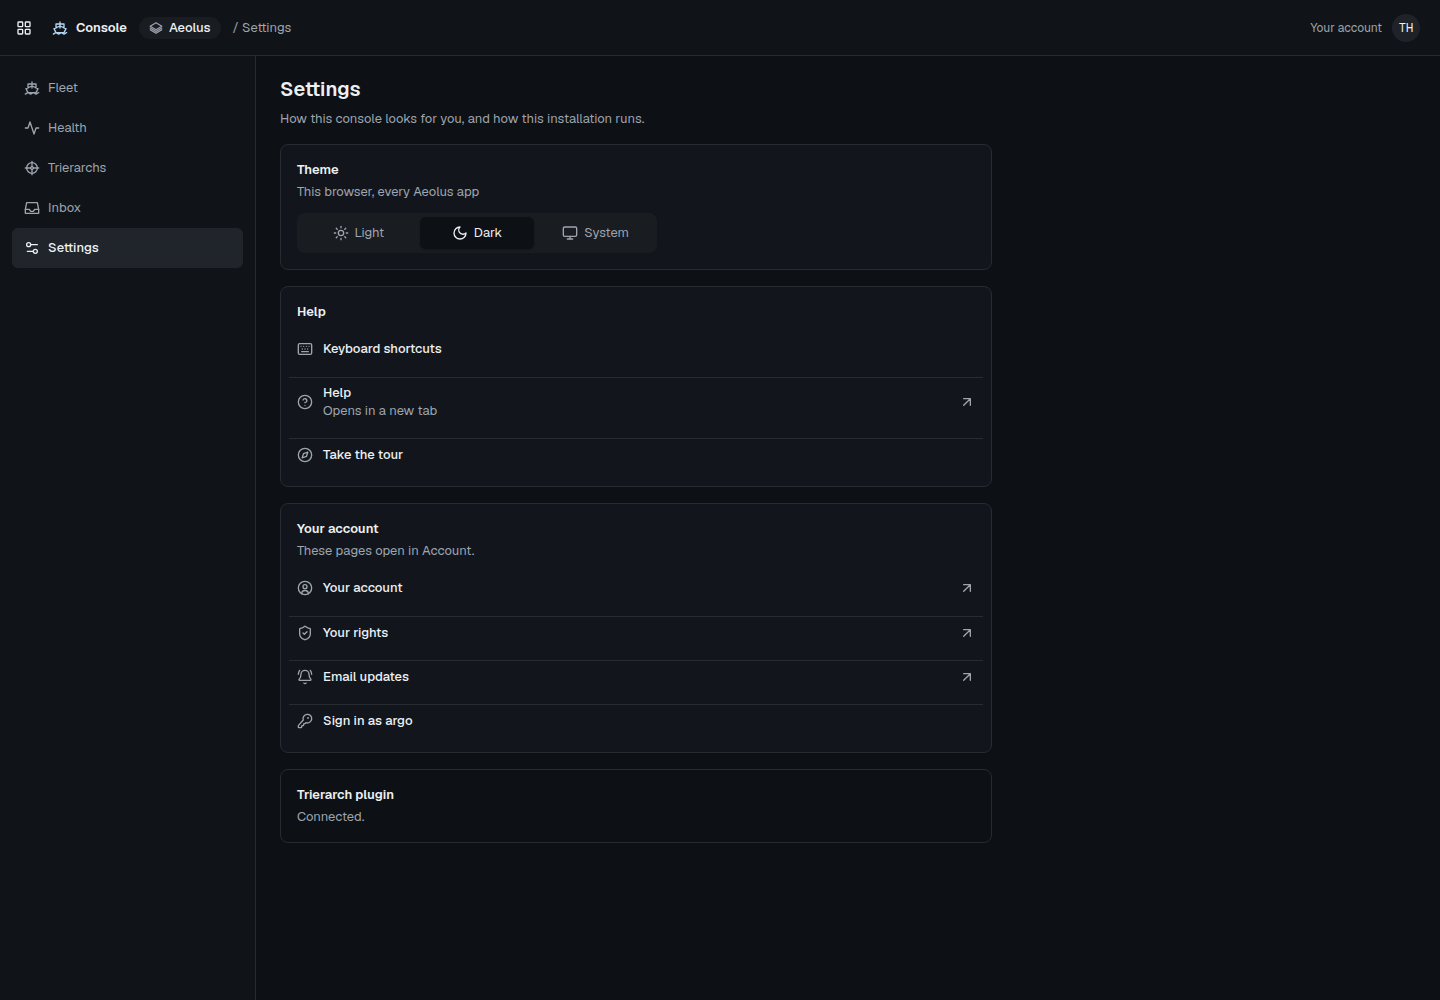 Console
Aeolus
/ Settings
Your account
TH
Fleet
Health
Trierarchs
Inbox
Settings
Settings
How this console looks for you, and how this installation runs.
Theme
This browser, every Aeolus app
Light
Dark
System
Help
Keyboard shortcuts
Help
Opens in a new tab
Take the tour
Your account
These pages open in Account.
Your account
Your rights
Email updates
Sign in as argo
Trierarch plugin
Connected.